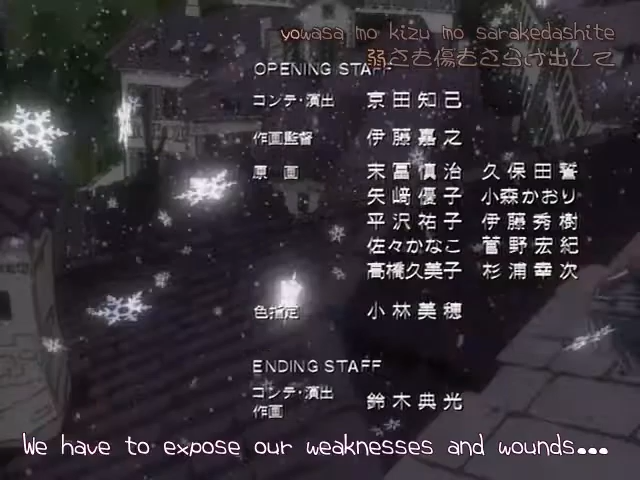 yowasa mo kizu mo sarakedashite
弱さも傷もさらけ出して
OPENING STAFF
コンテ・演出 京田知己
作画監督 伊藤嘉之
原画 末冨慎治 久保田誓
矢﨑優子 小森かおり
平沢祐子 伊藤秀樹
佐々かなこ 菅野宏紀
高橋久美子 杉浦幸次
色指定 小林美穂
ENDING STAFF
コンテ・演出
作画 鈴木典光
We have to expose our weaknesses and wounds...